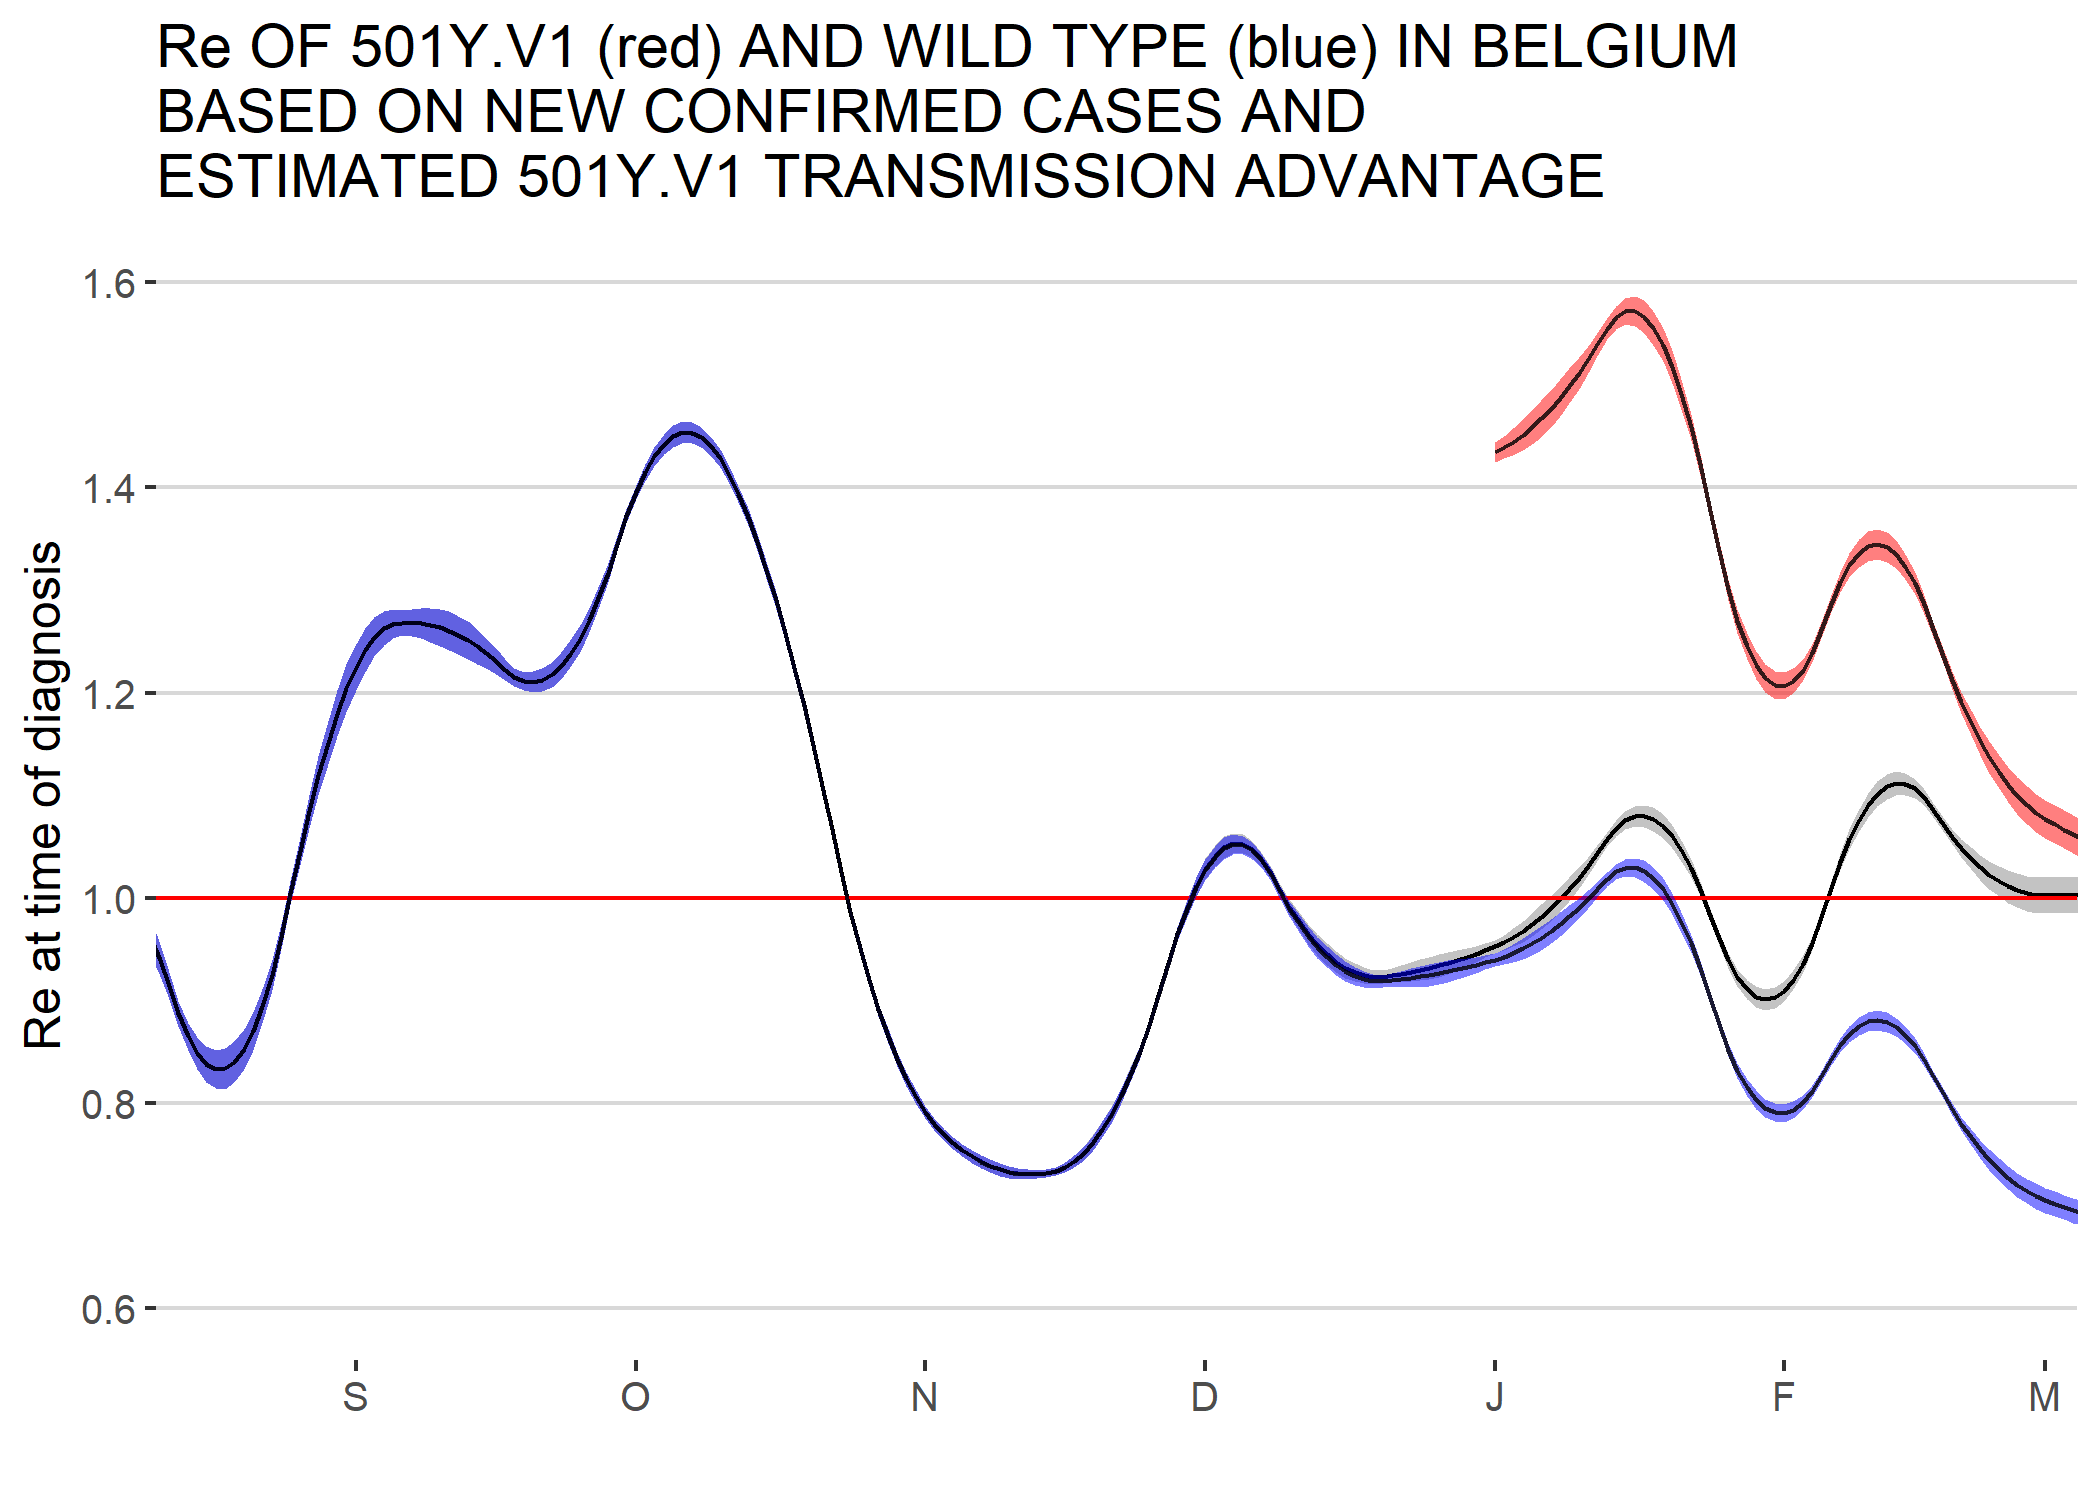 Re OF 501Y.V1 (red) AND WILD TYPE (blue) IN BELGIUM
BASED ON NEW CONFIRMED CASES AND
ESTIMATED 501Y.V1 TRANSMISSION ADVANTAGE
Re at time of diagnosis
1.6
1.4
1.2
1.0
0.8
0.6
S O N D J F M